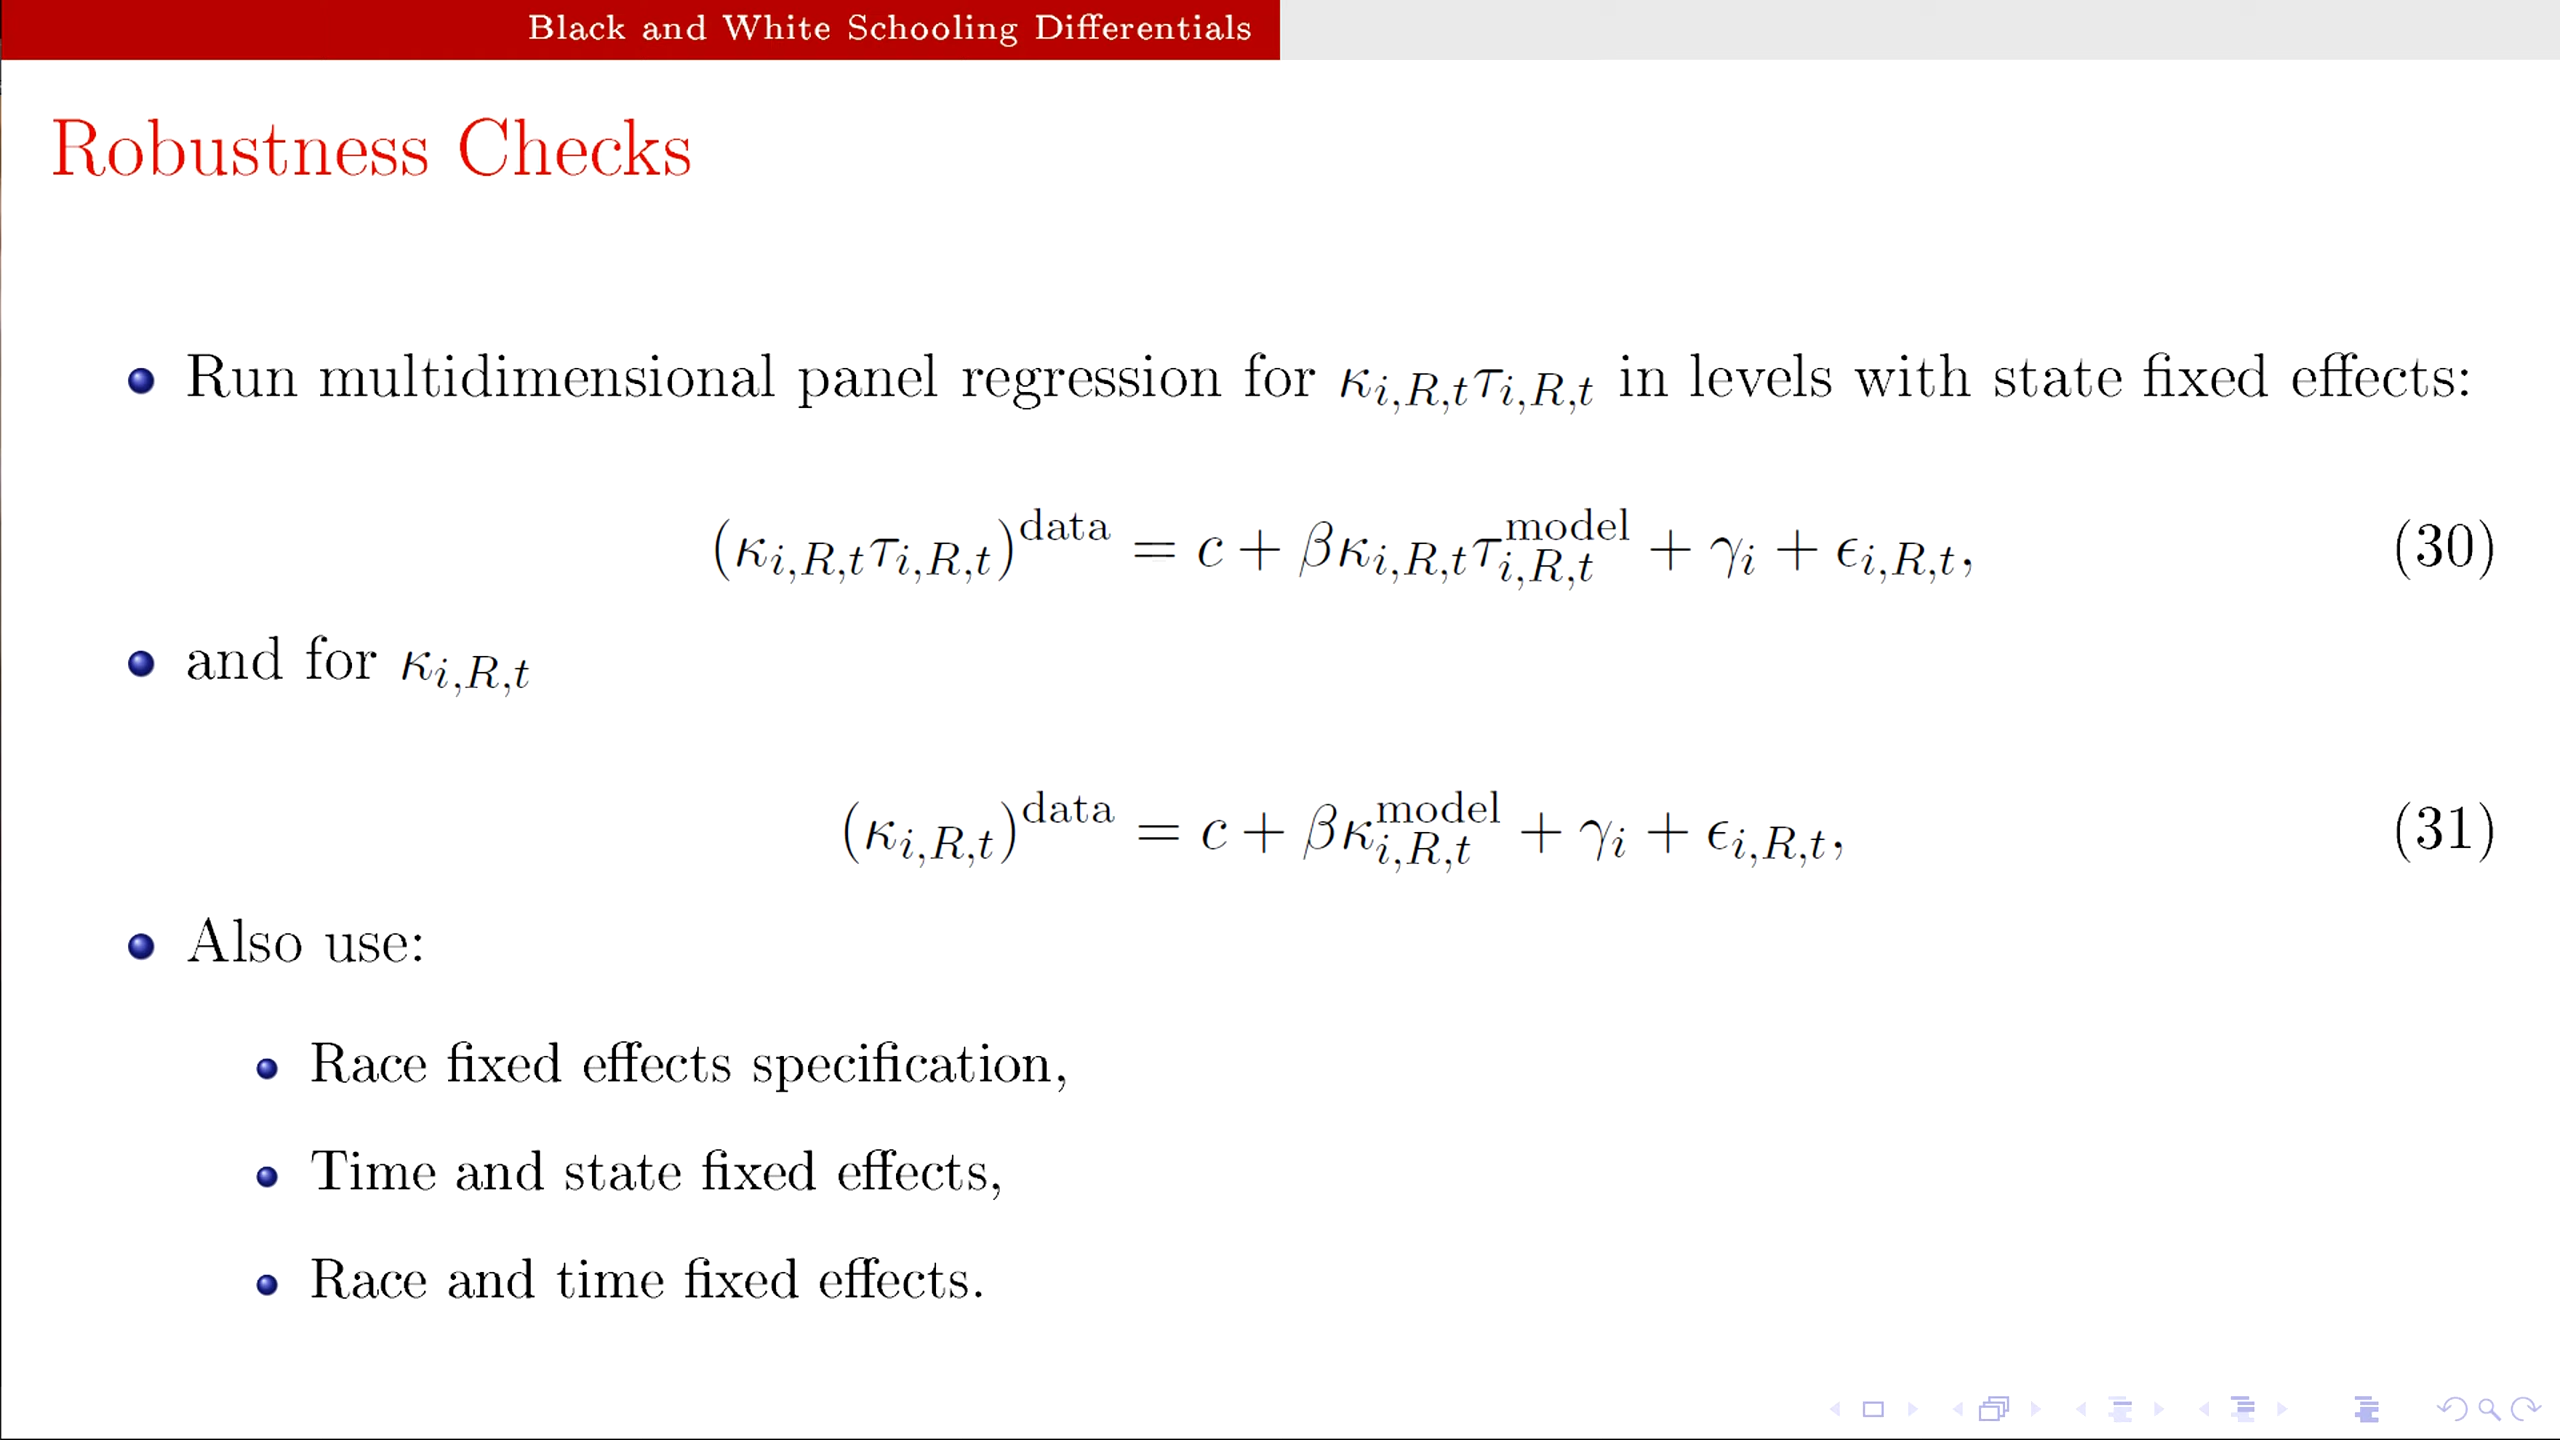 Black and White Schooling Differentials
Robustness Checks
• Run multidimensional panel regression for κ_{i,R,t}τ_{i,R,t} in levels with state fixed effects:
(κ_{i,R,t}τ_{i,R,t})^{data} = c + βκ_{i,R,t}τ_{i,R,t}^{model} + γ_i + ϵ_{i,R,t}, (30)
• and for κ_{i,R,t}
(κ_{i,R,t})^{data} = c + βκ_{i,R,t}^{model} + γ_i + ϵ_{i,R,t}, (31)
• Also use:
• Race fixed effects specification,
• Time and state fixed effects,
• Race and time fixed effects.